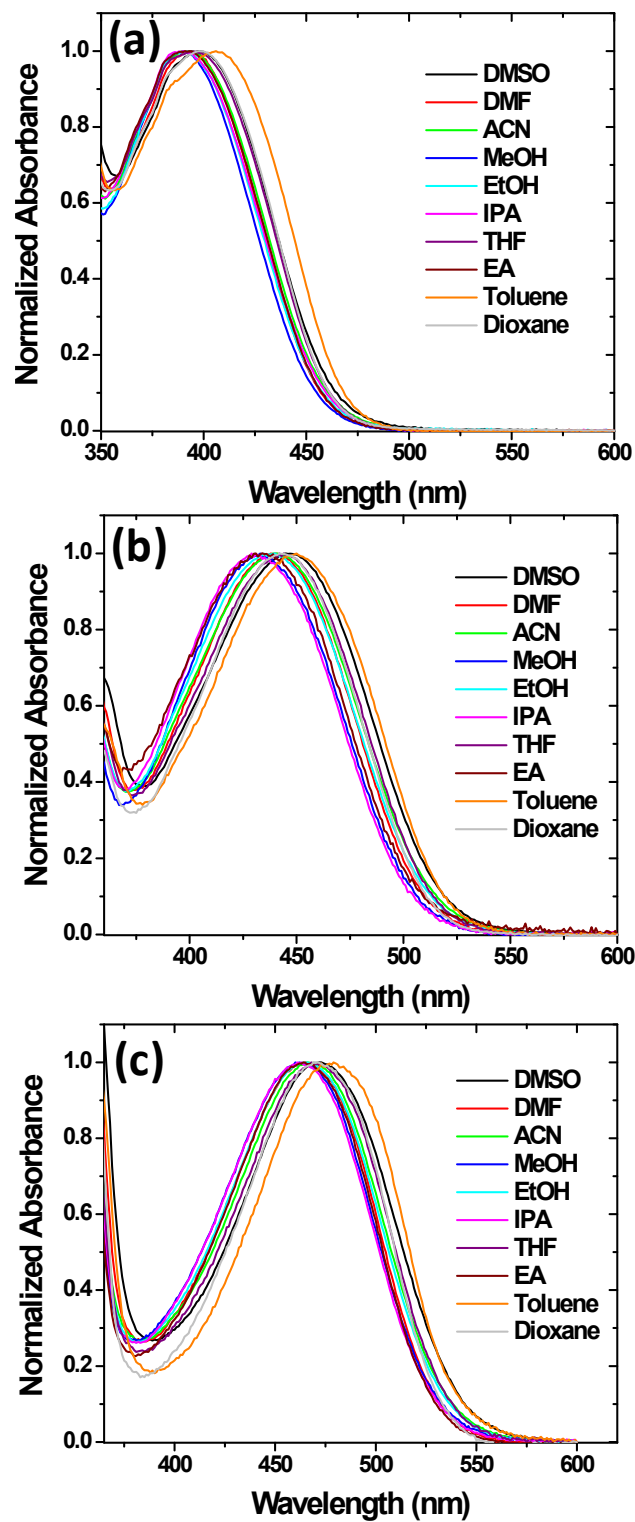 (a)
Normalized Absorbance
1.0
0.8
0.6
0.4
0.2
0.0
DMSO
DMF
ACN
MeOH
EtOH
IPA
THF
EA
Toluene
Dioxane
350 400 450 500 550 600
Wavelength (nm)
(b)
Normalized Absorbance
1.0
0.8
0.6
0.4
0.2
0.0
DMSO
DMF
ACN
MeOH
EtOH
IPA
THF
EA
Toluene
Dioxane
400 450 500 550 600
Wavelength (nm)
(c)
Normalized Absorbance
1.0
0.8
0.6
0.4
0.2
0.0
DMSO
DMF
ACN
MeOH
EtOH
IPA
THF
EA
Toluene
Dioxane
400 450 500 550 600
Wavelength (nm)